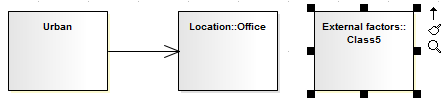 Urban
Location::Office
External factors::
Class5